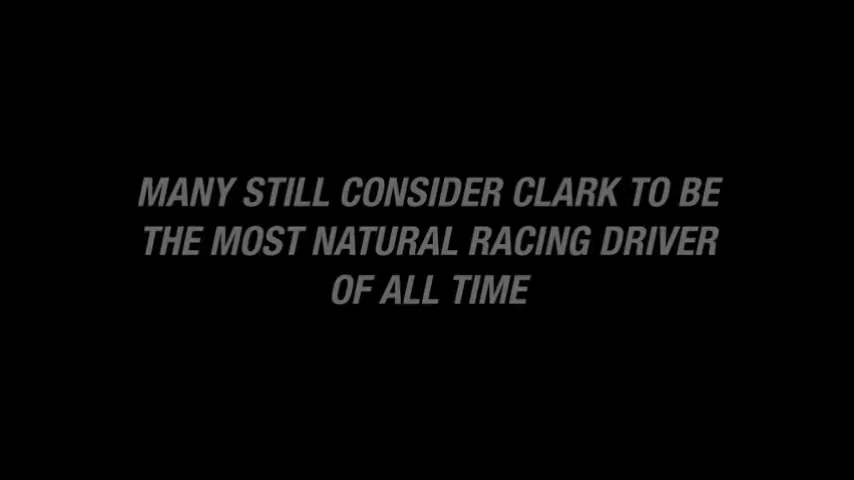 MANY STILL CONSIDER CLARK TO BE
THE MOST NATURAL RACING DRIVER
OF ALL TIME